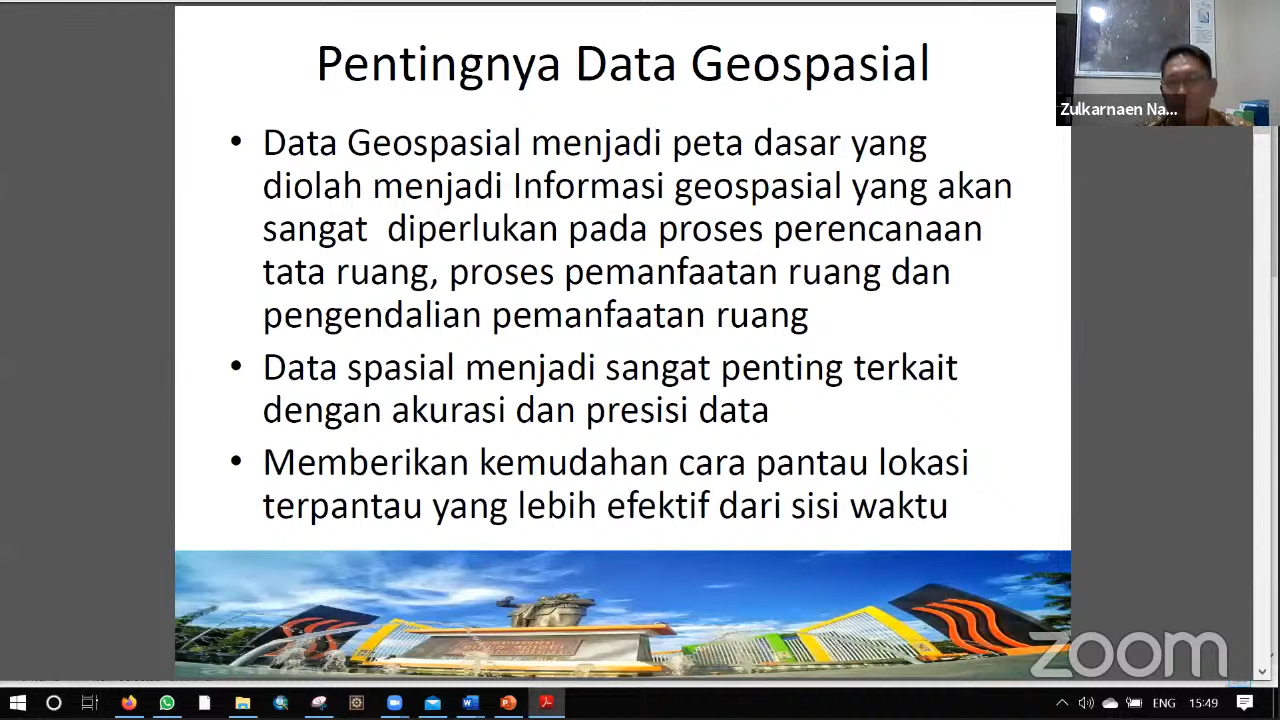 Pentingnya Data Geospasial
Zulkarnaen Na...
• Data Geospasial menjadi peta dasar yang
diolah menjadi Informasi geospasial yang akan
sangat diperlukan pada proses perencanaan
tata ruang, proses pemanfaatan ruang dan
pengendalian pemanfaatan ruang
• Data spasial menjadi sangat penting terkait
dengan akurasi dan presisi data
• Memberikan kemudahan cara pantau lokasi
terpantau yang lebih efektif dari sisi waktu
zoom
ENG
15:49